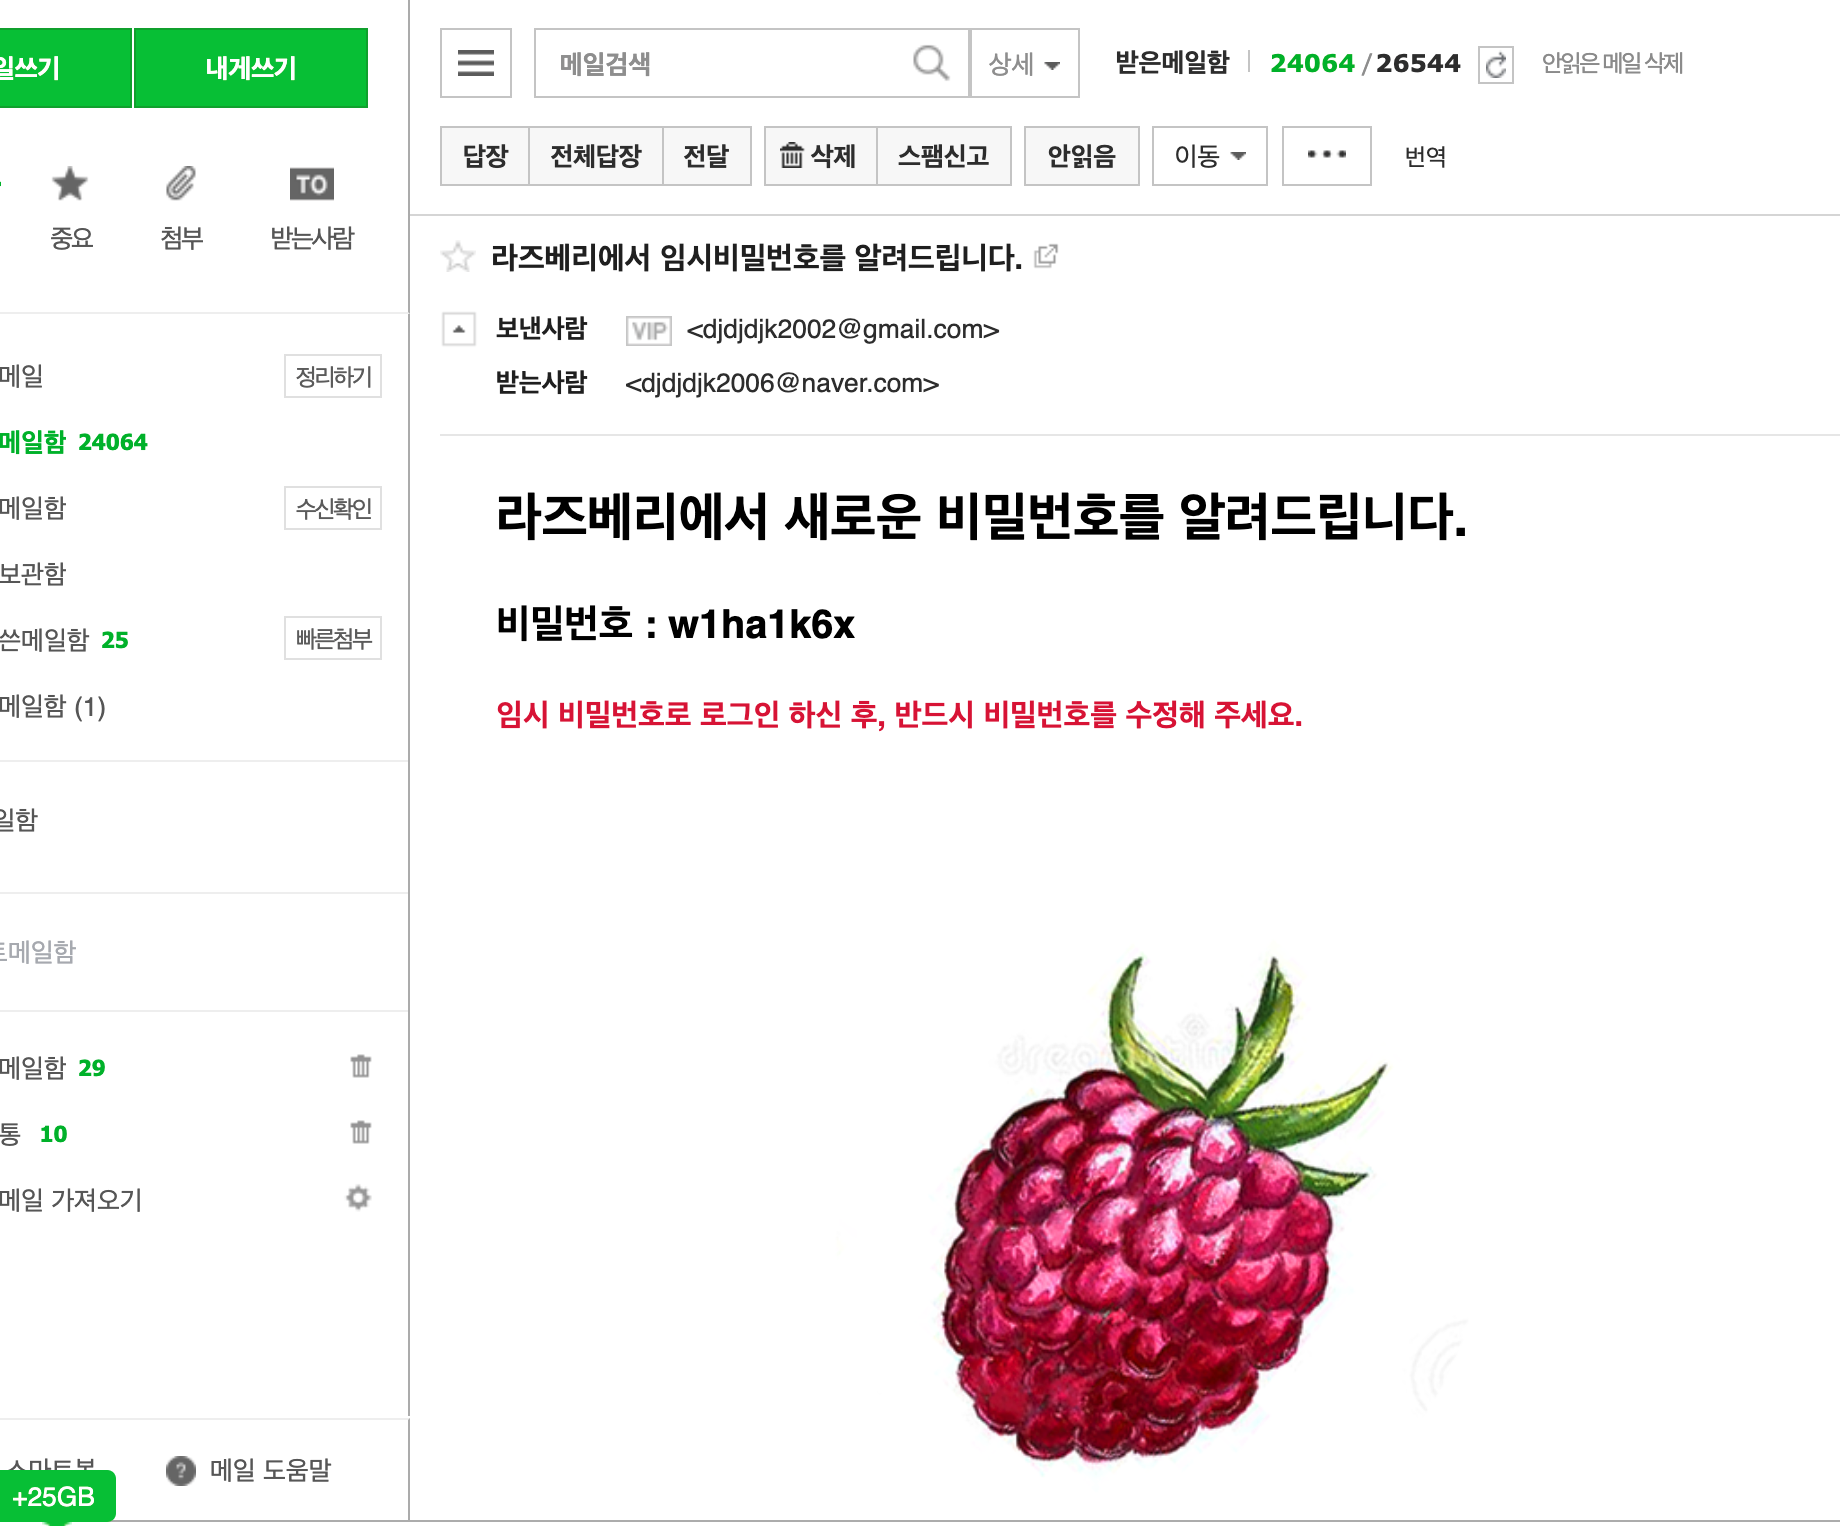 일쓰기
내게쓰기
메일검색
상세
받은메일함 24064 / 26544
안읽은 메일 삭제
답장
전체답장
전달
삭제
스팸신고
안읽음
이동
번역
중요
첨부
TO
받는사람
라즈베리에서 임시비밀번호를 알려드립니다.
보낸사람 VIP <djdjdjk2002@gmail.com>
받는사람 <djdjdjk2006@naver.com>
메일
정리하기
메일함 24064
메일함
수신확인
보관함
쓴메일함 25
빠른첨부
메일함 (1)
일함
트메일함
메일함 29
통 10
메일 가져오기
메일 도움말
+25GB
라즈베리에서 새로운 비밀번호를 알려드립니다.
비밀번호 : w1ha1k6x
임시 비밀번호로 로그인 하신 후, 반드시 비밀번호를 수정해 주세요.